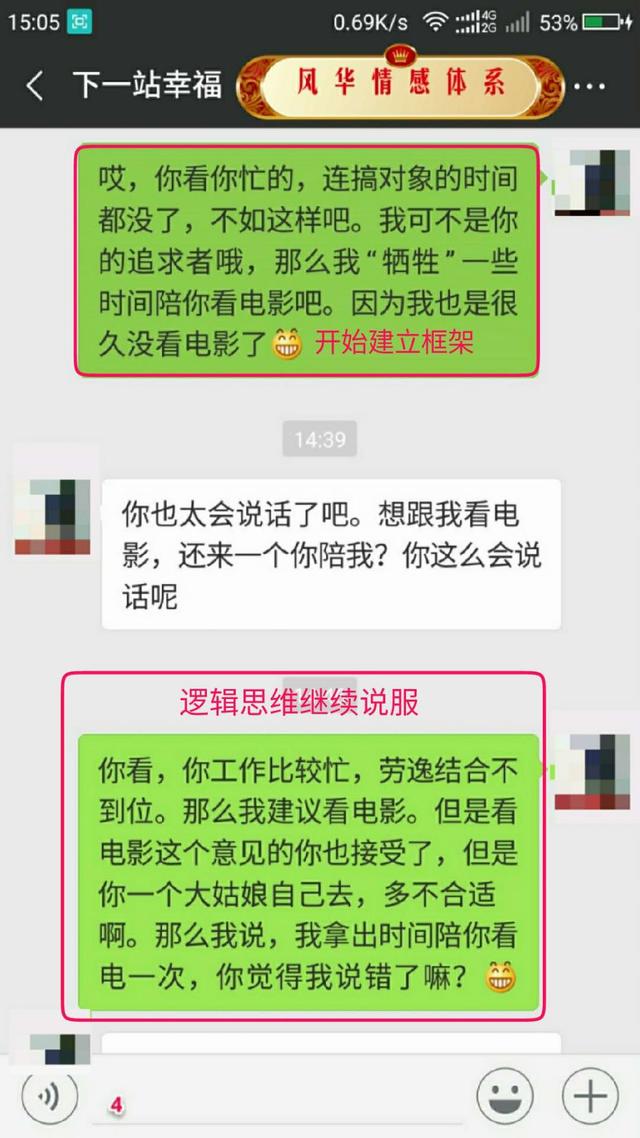 15:05
0.69K/s
4G
2G
53%
下一站幸福
风华情感体系
哎，你看你忙的，连搞对象的时间
都没了，不如这样吧。我可不是你
的追求者哦，那么我“牺牲”一些
时间陪你看电影吧。因为我也是很
久没看电影了 开始建立框架
14:39
你也太会说话了吧。想跟我看电
影，还来一个你陪我？你这么会说
话呢
逻辑思维继续说服
你看，你工作比较忙，劳逸结合不
到位。那么我建议看电影。但是看
电影这个意见的你也接受了，但是
你一个大姑娘自己去，多不合适
啊。那么我说，我拿出时间陪你看
电一次，你觉得我说错了嘛？
4